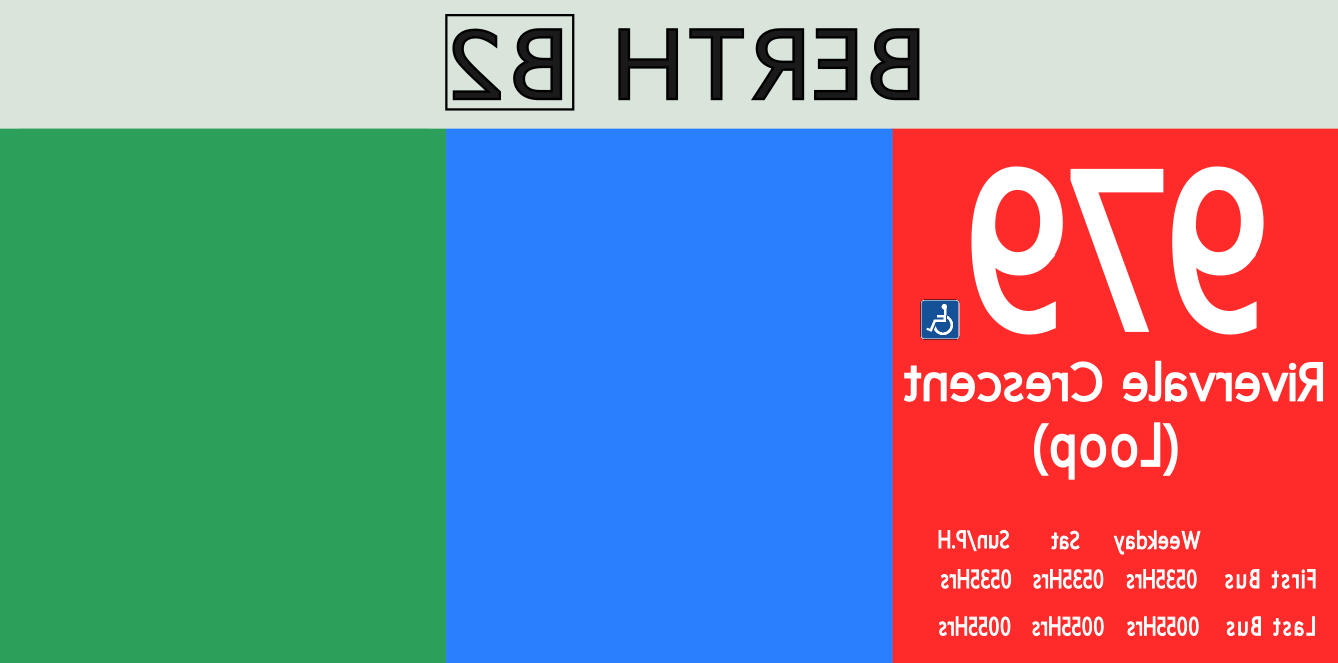 BERTH B2
979
Rivervale Crescent
(Loop)
Weekday Sat Sun/P.H
First Bus 0535Hrs 0535Hrs 0535Hrs
Last Bus 0055Hrs 0055Hrs 0055Hrs